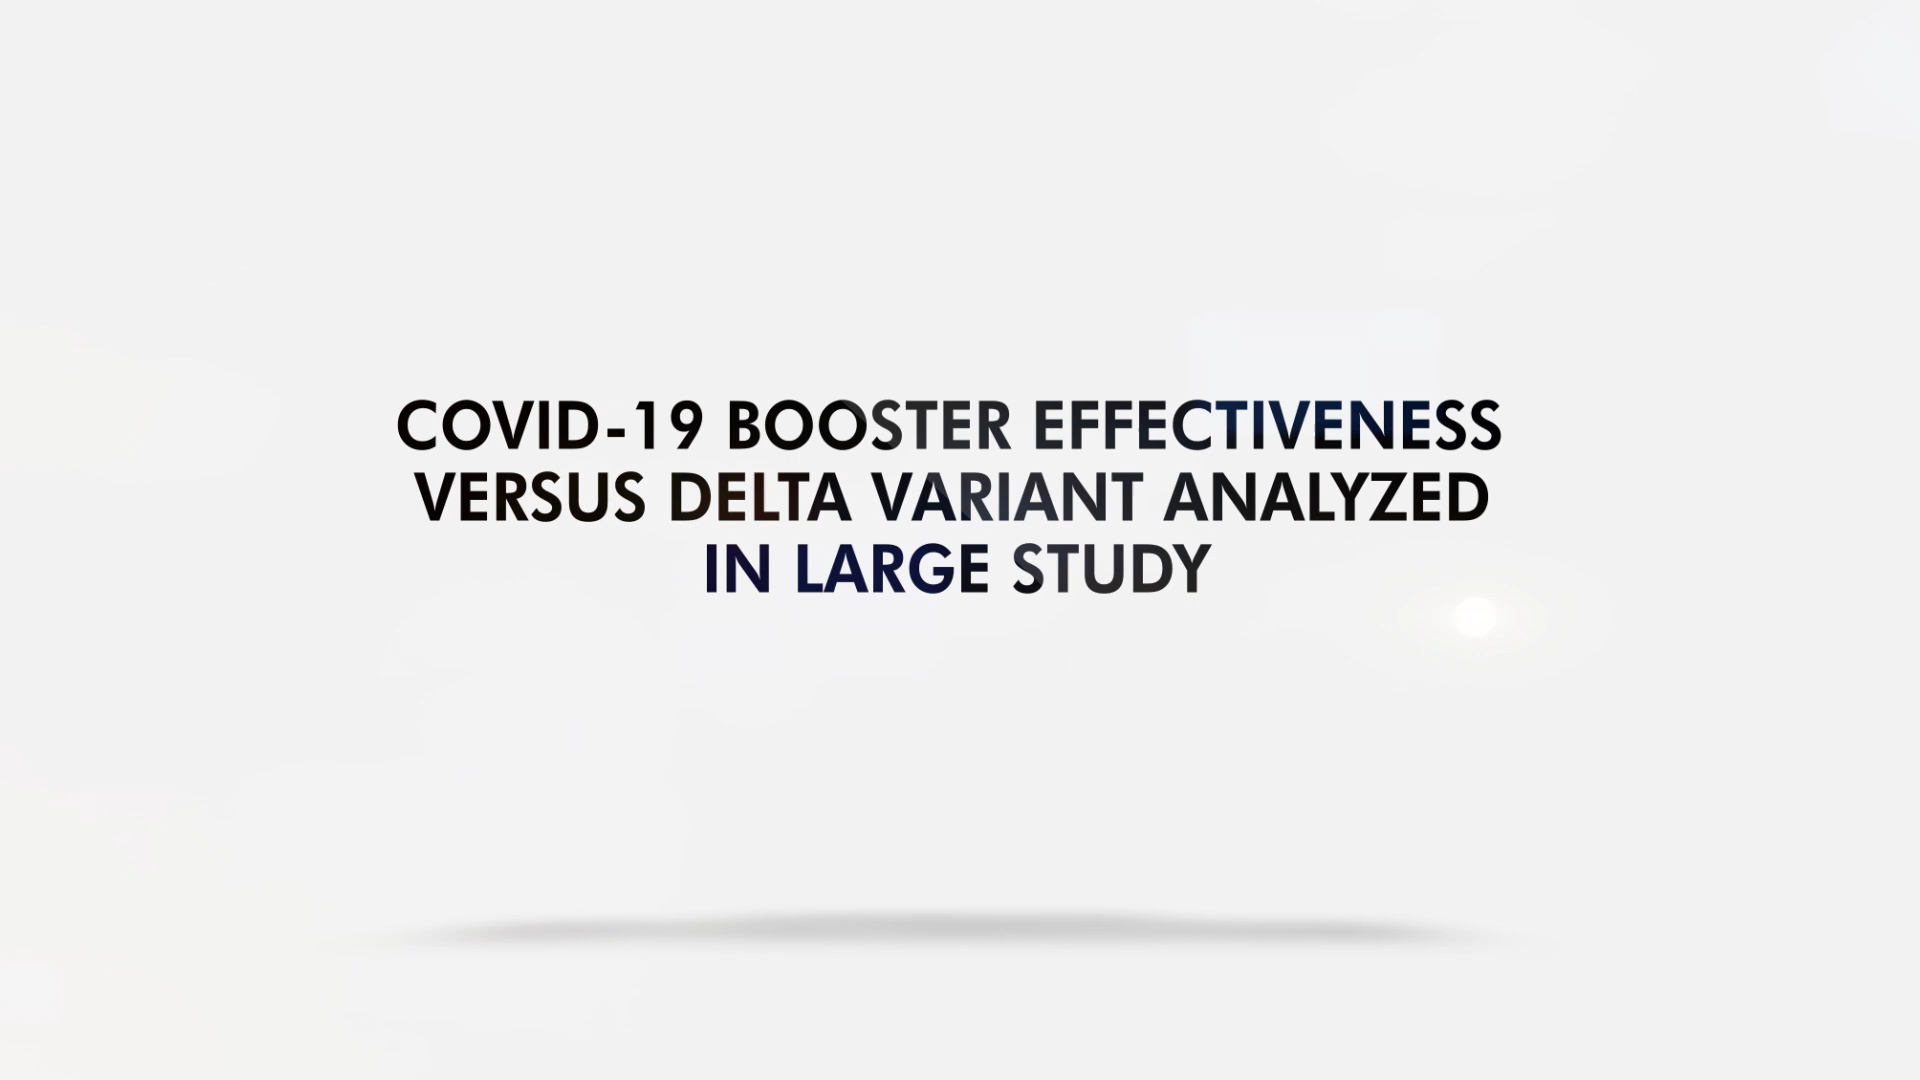 COVID-19 BOOSTER EFFECTIVENESS
VERSUS DELTA VARIANT ANALYZED
IN LARGE STUDY